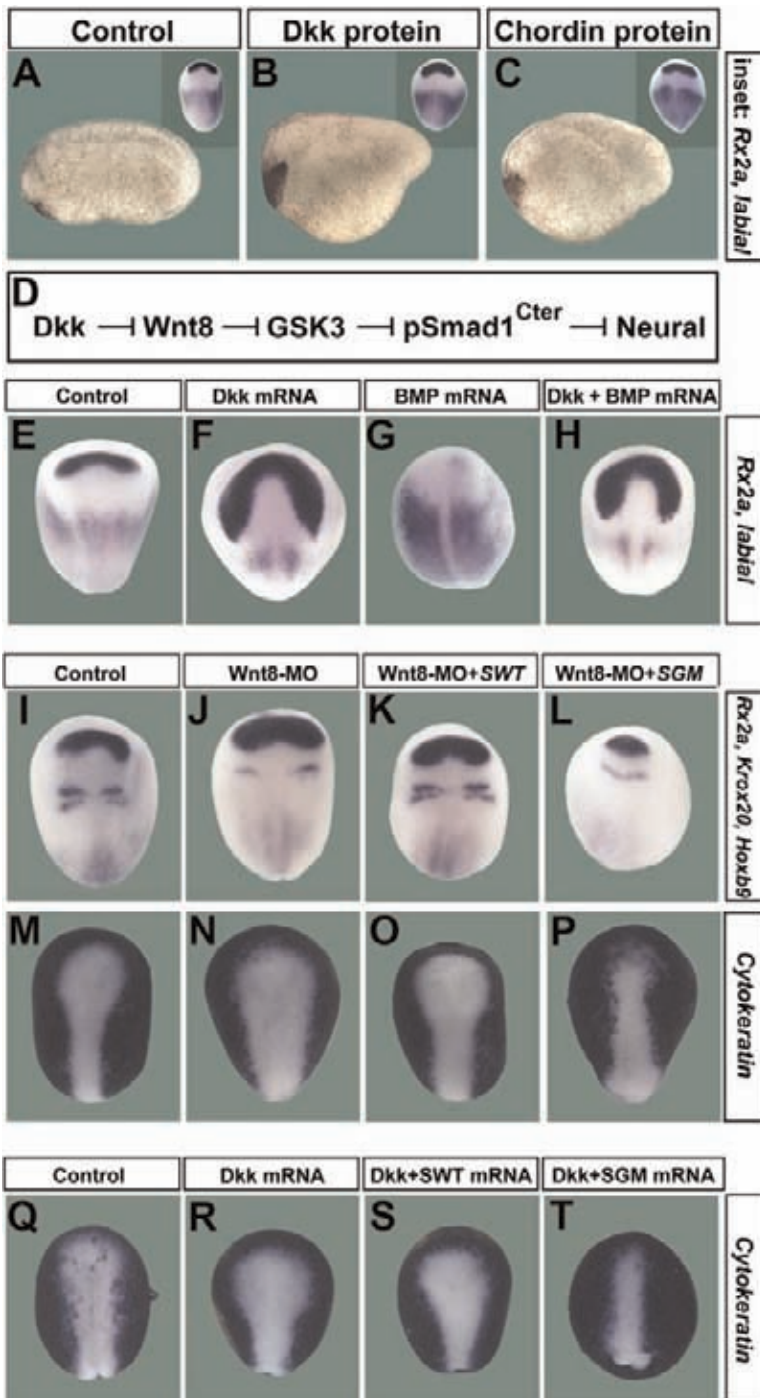 Control
Dkk protein
Chordin protein
A
B
C
inset: Rx2a, labial
D
Dkk ⊣ Wnt8 ⊣ GSK3 ⊣ pSmad1^Cter ⊣ Neural
Control
Dkk mRNA
BMP mRNA
Dkk + BMP mRNA
E
F
G
H
Rx2a, labial
Control
Wnt8-MO
Wnt8-MO+SWT
Wnt8-MO+SGM
I
J
K
L
Rx2a, Krox20, Hoxb9
M
N
O
P
Cytokeratin
Control
Dkk mRNA
Dkk+SWT mRNA
Dkk+SGM mRNA
Q
R
S
T
Cytokeratin